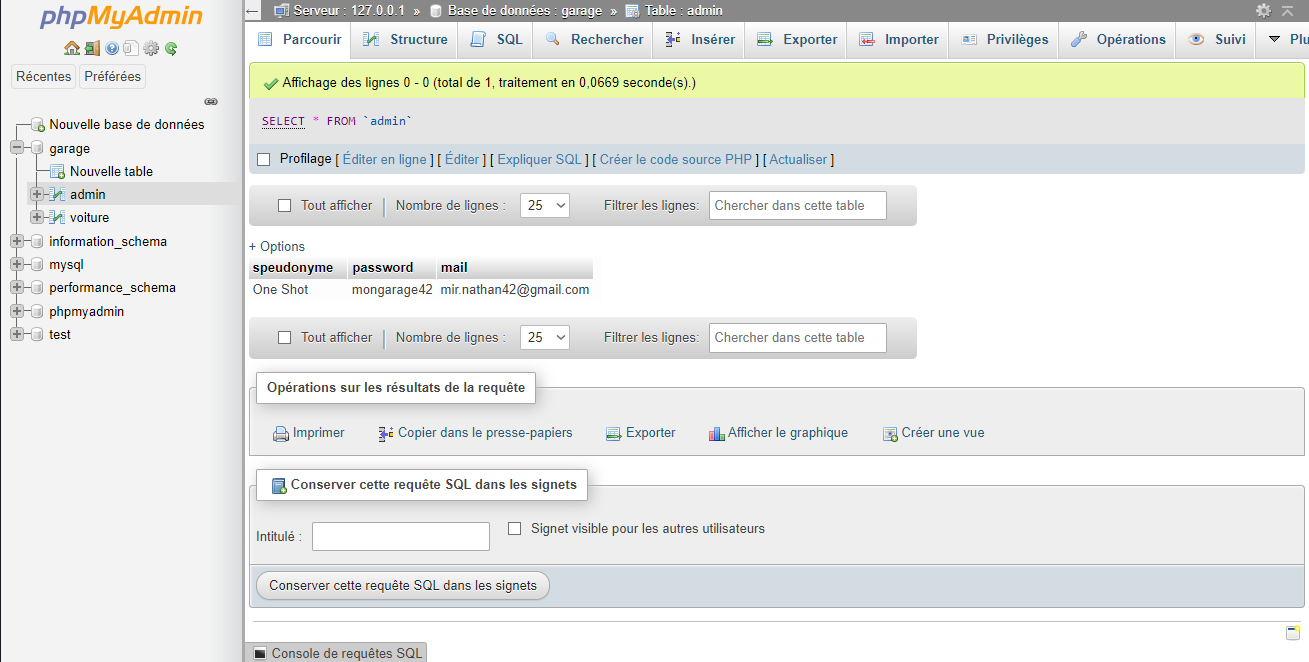 phpMyAdmin
Récentes Préférées
Nouvelle base de données
garage
Nouvelle table
admin
voiture
information_schema
mysql
performance_schema
phpmyadmin
test
Serveur : 127.0.0.1 » Base de données : garage » Table : admin
Parcourir Structure SQL Rechercher Insérer Exporter Importer Privilèges Opérations Suivi Plu
Affichage des lignes 0 - 0 (total de 1, traitement en 0,0669 seconde(s).)
SELECT * FROM `admin`
Profilage [ Éditer en ligne ] [ Éditer ] [ Expliquer SQL ] [ Créer le code source PHP ] [ Actualiser ]
Tout afficher Nombre de lignes : 25 Filtrer les lignes: Chercher dans cette table
+ Options
speudonyme password mail
One Shot mongarage42 mir.nathan42@gmail.com
Tout afficher Nombre de lignes : 25 Filtrer les lignes: Chercher dans cette table
Opérations sur les résultats de la requête
Imprimer Copier dans le presse-papiers Exporter Afficher le graphique Créer une vue
Conserver cette requête SQL dans les signets
Intitulé : Signet visible pour les autres utilisateurs
Conserver cette requête SQL dans les signets
Console de requêtes SQL